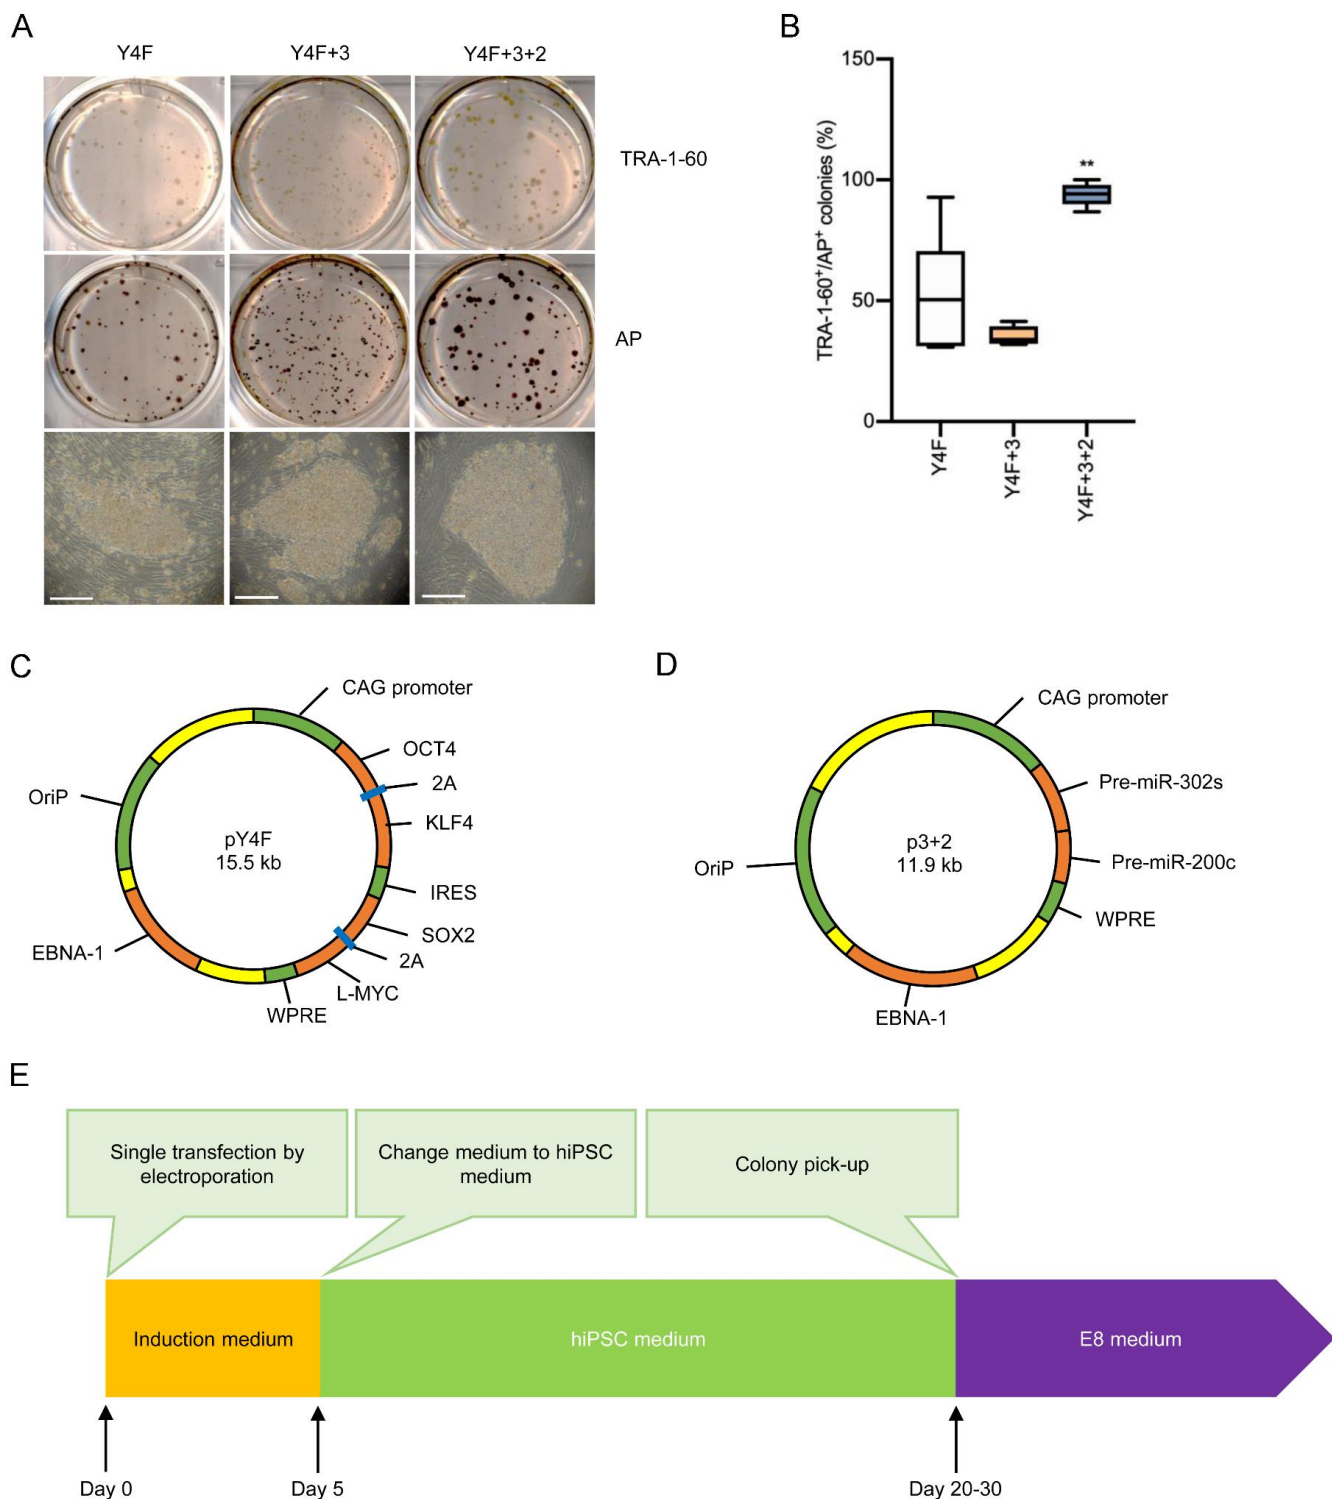 A
Y4F
Y4F+3
Y4F+3+2
TRA-1-60
AP
B
TRA-1-60⁺/AP⁺ colonies (%)
150
100
50
0
**
Y4F
Y4F+3
Y4F+3+2
C
CAG promoter
OCT4
2A
KLF4
IRES
SOX2
2A
L-MYC
WPRE
EBNA-1
OriP
pY4F
15.5 kb
D
CAG promoter
Pre-miR-302s
Pre-miR-200c
WPRE
EBNA-1
OriP
p3+2
11.9 kb
E
Single transfection by
electroporation
Change medium to hiPSC
medium
Colony pick-up
Induction medium
hiPSC medium
E8 medium
Day 0
Day 5
Day 20-30